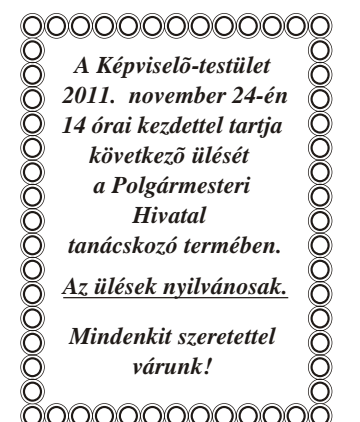 A Képviselõ-testület
2011. november 24-én
14 órai kezdettel tartja
következõ ülését
a Polgármesteri
Hivatal
tanácskozó termében.
Az ülések nyilvánosak.
Mindenkit szeretettel
várunk!